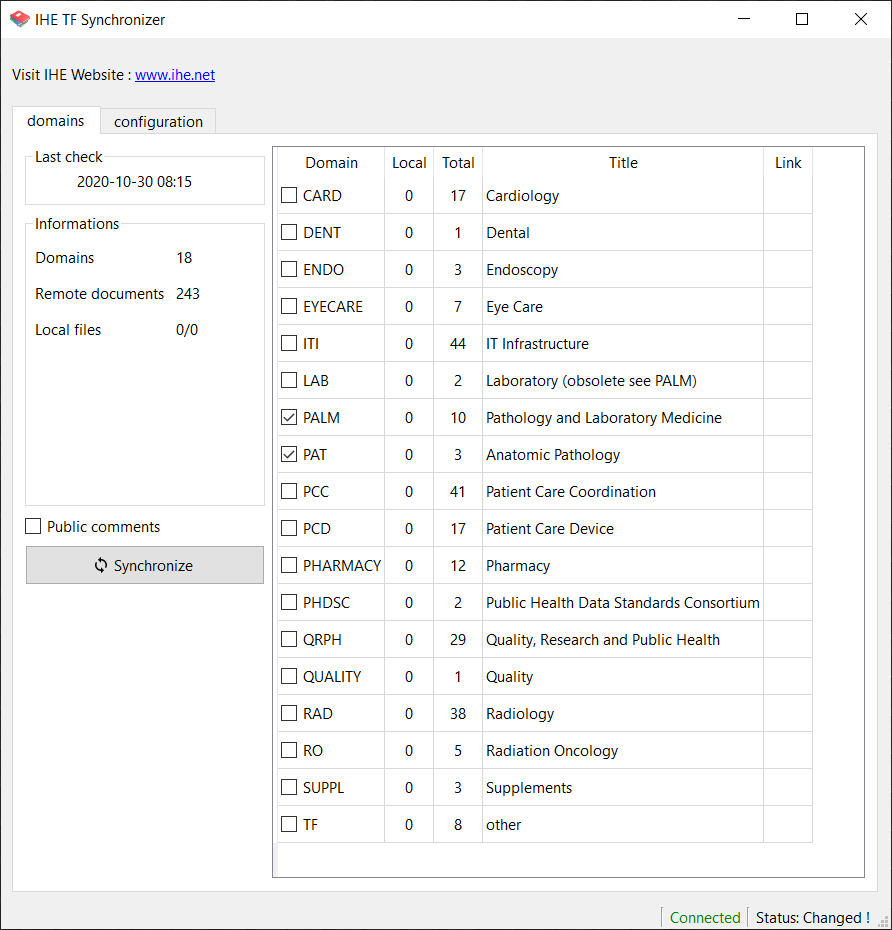 IHE TF Synchronizer
Visit IHE Website : www.ihe.net
domains configuration
Last check
2020-10-30 08:15
Informations
Domains 18
Remote documents 243
Local files 0/0
Public comments
Synchronize
Domain Local Total Title Link
CARD 0 17 Cardiology
DENT 0 1 Dental
ENDO 0 3 Endoscopy
EYECARE 0 7 Eye Care
ITI 0 44 IT Infrastructure
LAB 0 2 Laboratory (obsolete see PALM)
PALM 0 10 Pathology and Laboratory Medicine
PAT 0 3 Anatomic Pathology
PCC 0 41 Patient Care Coordination
PCD 0 17 Patient Care Device
PHARMACY 0 12 Pharmacy
PHDSC 0 2 Public Health Data Standards Consortium
QRPH 0 29 Quality, Research and Public Health
QUALITY 0 1 Quality
RAD 0 38 Radiology
RO 0 5 Radiation Oncology
SUPPL 0 3 Supplements
TF 0 8 other
Connected Status: Changed !